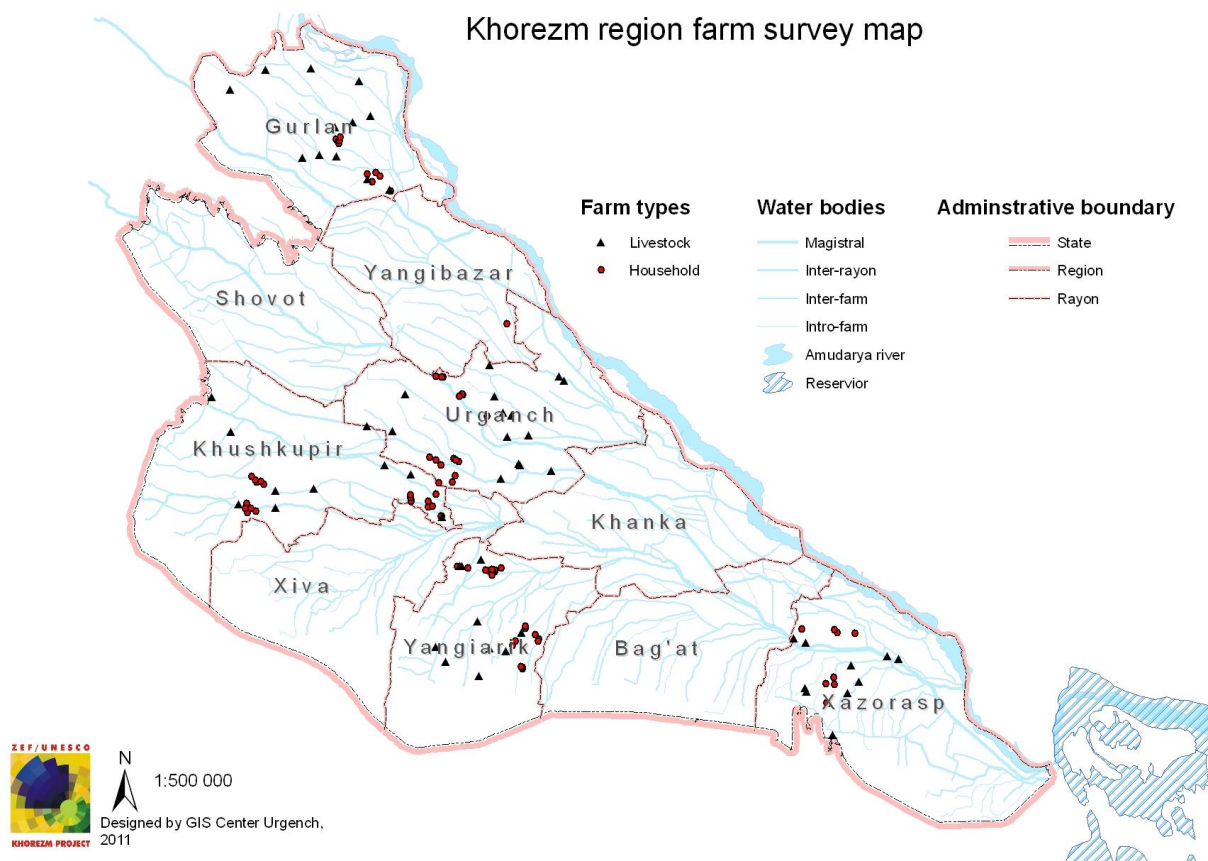 Khorezm region farm survey map
Gurlan
Farm types
Water bodies
Adminstrative boundary
Livestock
Household
Magistral
Inter-rayon
Inter-farm
Intro-farm
Amudarya river
Reservior
State
Region
Rayon
Yangibazar
Shovot
Urganch
Khushkupir
Khanka
Xiva
Yangiarik
Bag'at
Xazorasp
ZEF/UNESCO
KHOREZM PROJECT
N
1:500 000
Designed by GIS Center Urgench,
2011